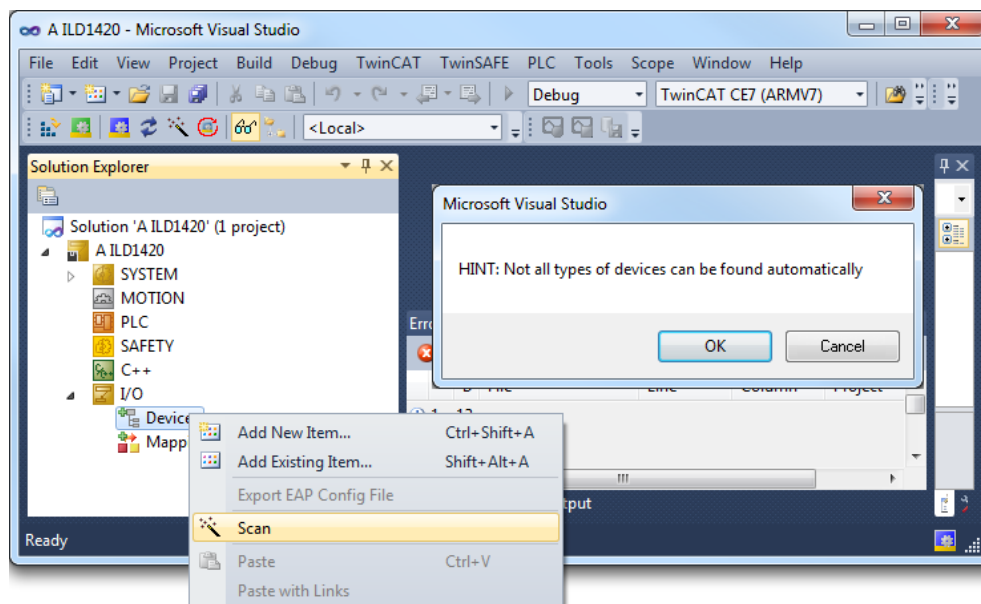 A ILD1420 - Microsoft Visual Studio
File Edit View Project Build Debug TwinCAT TwinSAFE PLC Tools Scope Window Help
Debug TwinCAT CE7 (ARMV7)
<Local>
Solution Explorer
Solution 'A ILD1420' (1 project)
A ILD1420
SYSTEM
MOTION
PLC
SAFETY
C++
I/O
Device
Mapp
Microsoft Visual Studio
HINT: Not all types of devices can be found automatically
OK Cancel
Add New Item... Ctrl+Shift+A
Add Existing Item... Shift+Alt+A
Export EAP Config File
Scan
Paste Ctrl+V
Paste with Links
Ready